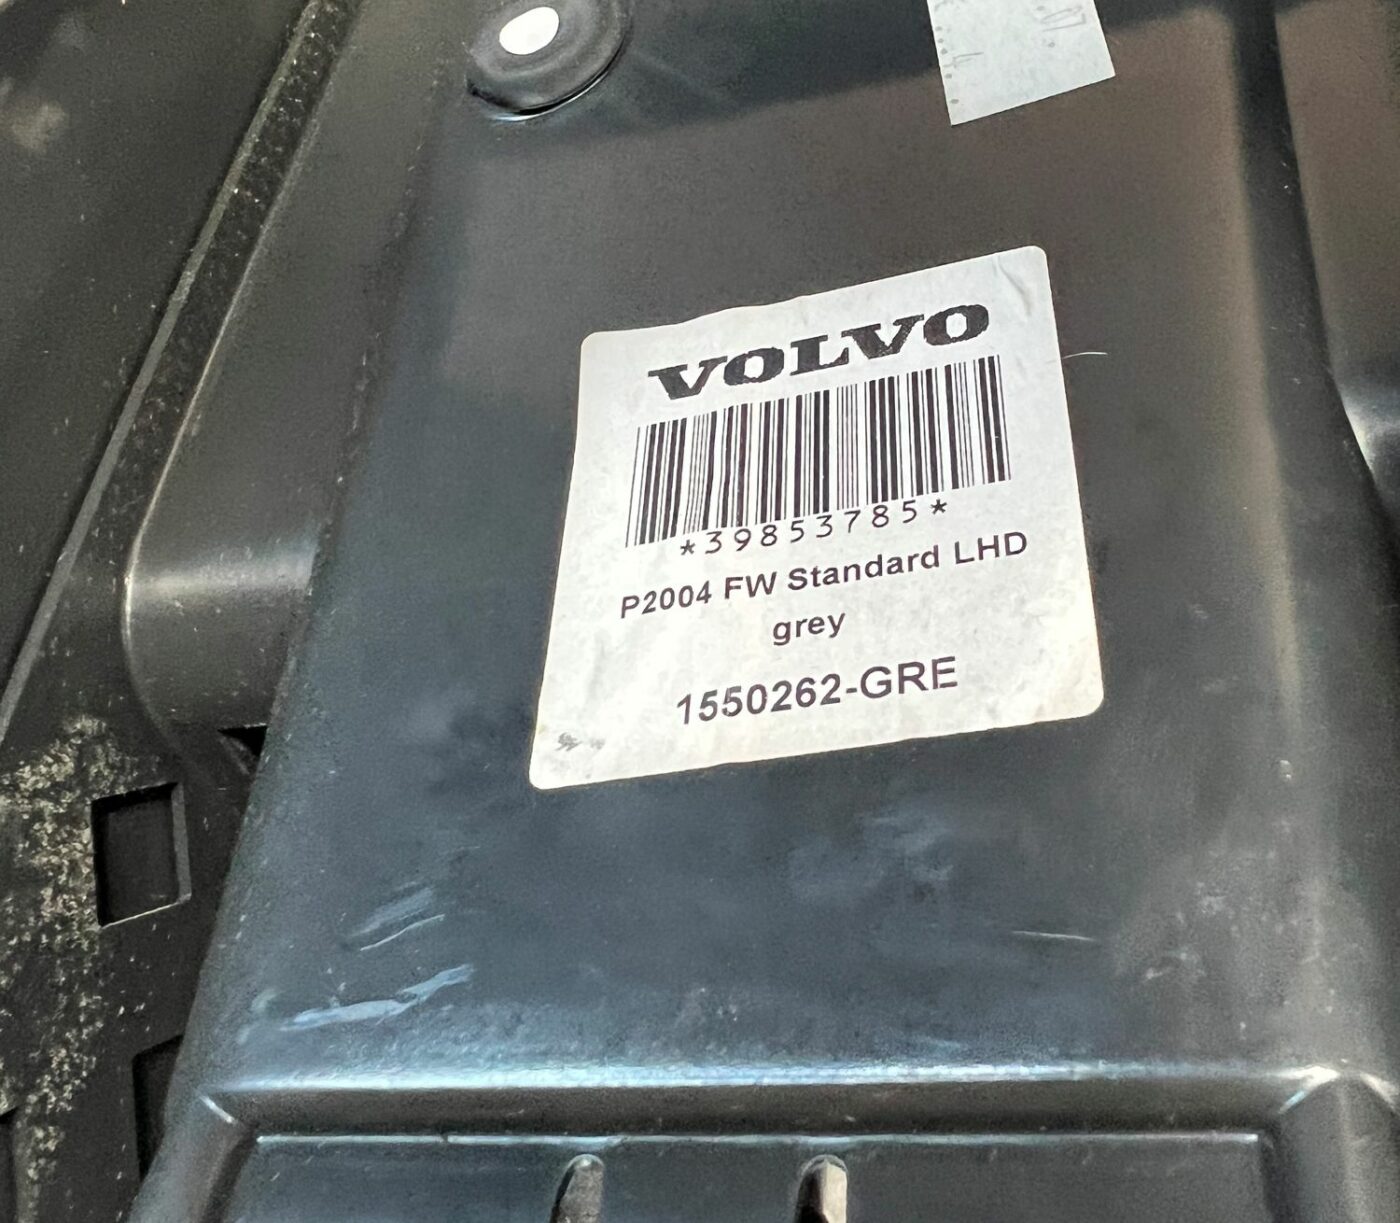 VOLVO
*39853785*
P2004 FW Standard LHD
grey
1550262-GRE